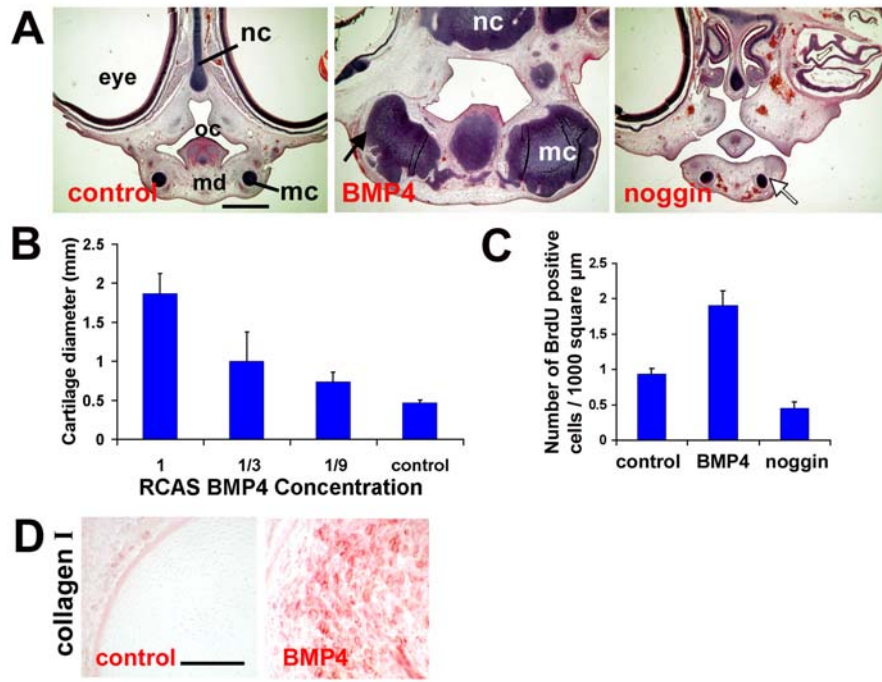 A
nc
eye
oc
md
mc
control
nc
mc
BMP4
noggin
B
Cartilage diameter (mm)
2.5
2
1.5
1
0.5
0
1 1/3 1/9 control
RCAS BMP4 Concentration
C
Number of BrdU positive
cells / 1000 square µm
2.5
2
1.5
1
0.5
0
control BMP4 noggin
D
collagen I
control
BMP4